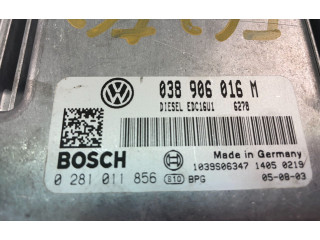 038 906 016 M
DIESEL EDC16U1 6270
Made in Germany
BOSCH
1039S06347 1405 0219
0 281 011 856 E10 BPG 05-08-03